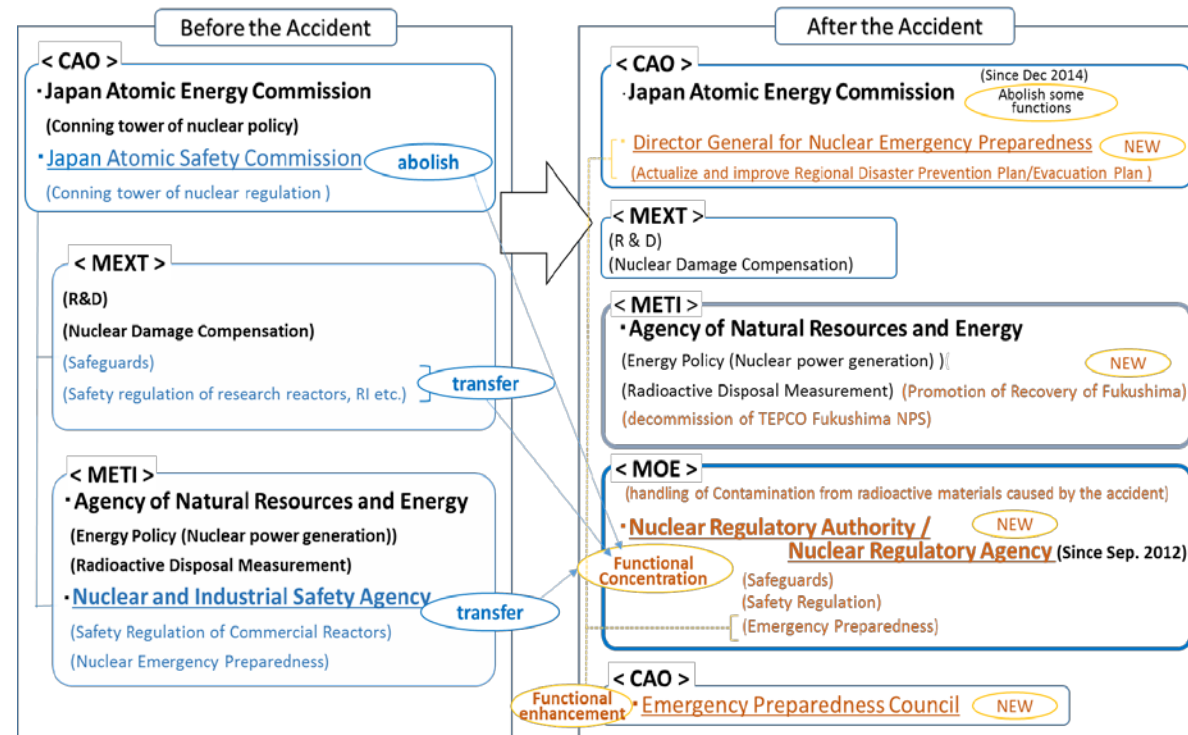 Before the Accident
< CAO >
・Japan Atomic Energy Commission
(Conning tower of nuclear policy)
・Japan Atomic Safety Commission
abolish
(Conning tower of nuclear regulation )
< MEXT >
(R&D)
(Nuclear Damage Compensation)
(Safeguards)
(Safety regulation of research reactors, RI etc.)
transfer
< METI >
・Agency of Natural Resources and Energy
(Energy Policy (Nuclear power generation))
(Radioactive Disposal Measurement)
・Nuclear and Industrial Safety Agency
transfer
(Safety Regulation of Commercial Reactors)
(Nuclear Emergency Preparedness)
After the Accident
< CAO >
(Since Dec 2014)
・Japan Atomic Energy Commission
Abolish some
functions
・Director General for Nuclear Emergency Preparedness
NEW
(Actualize and improve Regional Disaster Prevention Plan/Evacuation Plan )
< MEXT >
(R & D)
(Nuclear Damage Compensation)
< METI >
・Agency of Natural Resources and Energy
(Energy Policy (Nuclear power generation) )(
NEW
(Radioactive Disposal Measurement) (Promotion of Recovery of Fukushima)
(decommission of TEPCO Fukushima NPS)
< MOE >
(handling of Contamination from radioactive materials caused by the accident)
・Nuclear Regulatory Authority /
NEW
Nuclear Regulatory Agency (Since Sep. 2012)
Functional
Concentration
(Safeguards)
(Safety Regulation)
(Emergency Preparedness)
< CAO >
Functional
enhancement
・Emergency Preparedness Council
NEW